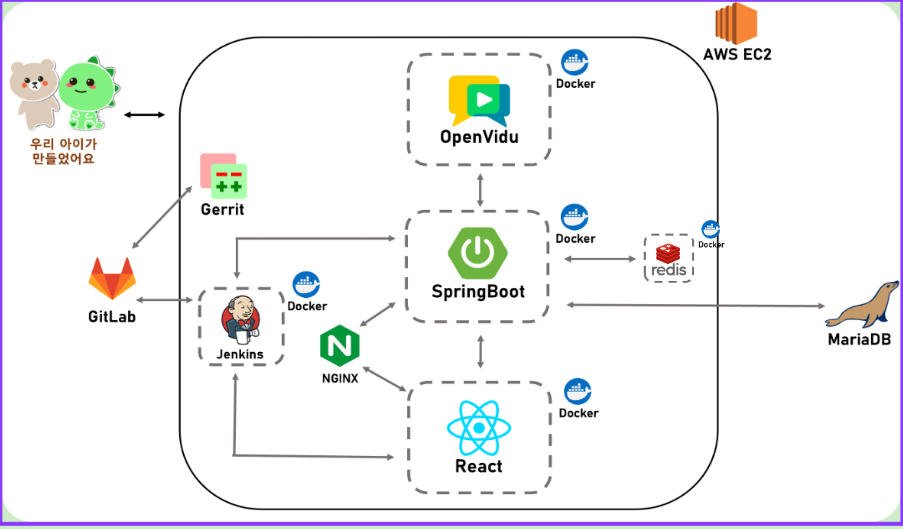 AWS EC2
Docker
OpenVidu
우리 아이가
만들었어요
Gerrit
Docker
SpringBoot
Docker
redis
GitLab
Docker
Jenkins
NGINX
MariaDB
Docker
React